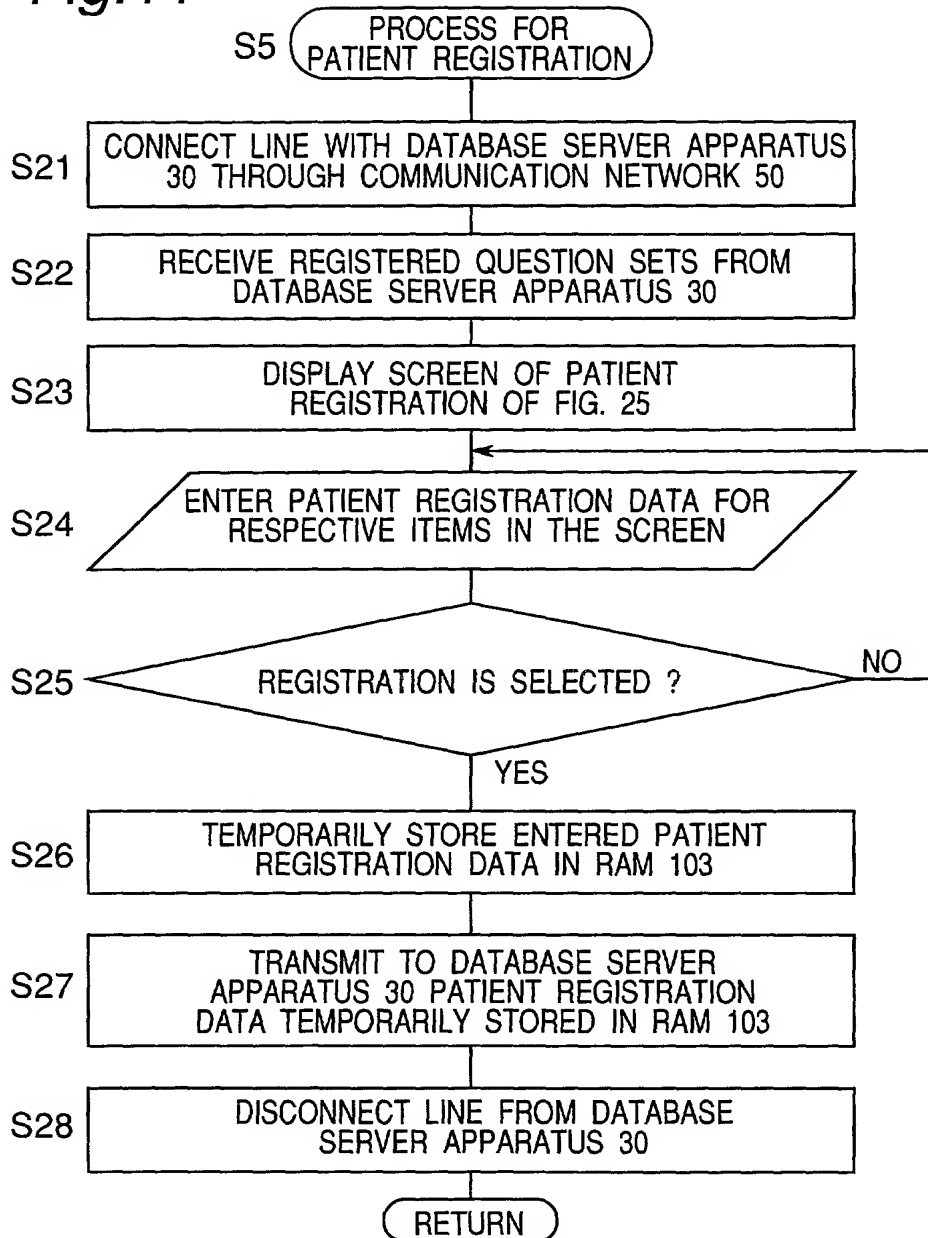 S5
PROCESS FOR
PATIENT REGISTRATION
S21
CONNECT LINE WITH DATABASE SERVER APPARATUS
30 THROUGH COMMUNICATION NETWORK 50
S22
RECEIVE REGISTERED QUESTION SETS FROM
DATABASE SERVER APPARATUS 30
S23
DISPLAY SCREEN OF PATIENT
REGISTRATION OF FIG. 25
S24
ENTER PATIENT REGISTRATION DATA FOR
RESPECTIVE ITEMS IN THE SCREEN
S25
REGISTRATION IS SELECTED ?
NO
YES
S26
TEMPORARILY STORE ENTERED PATIENT
REGISTRATION DATA IN RAM 103
S27
TRANSMIT TO DATABASE SERVER
APPARATUS 30 PATIENT REGISTRATION
DATA TEMPORARILY STORED IN RAM 103
S28
DISCONNECT LINE FROM DATABASE
SERVER APPARATUS 30
RETURN